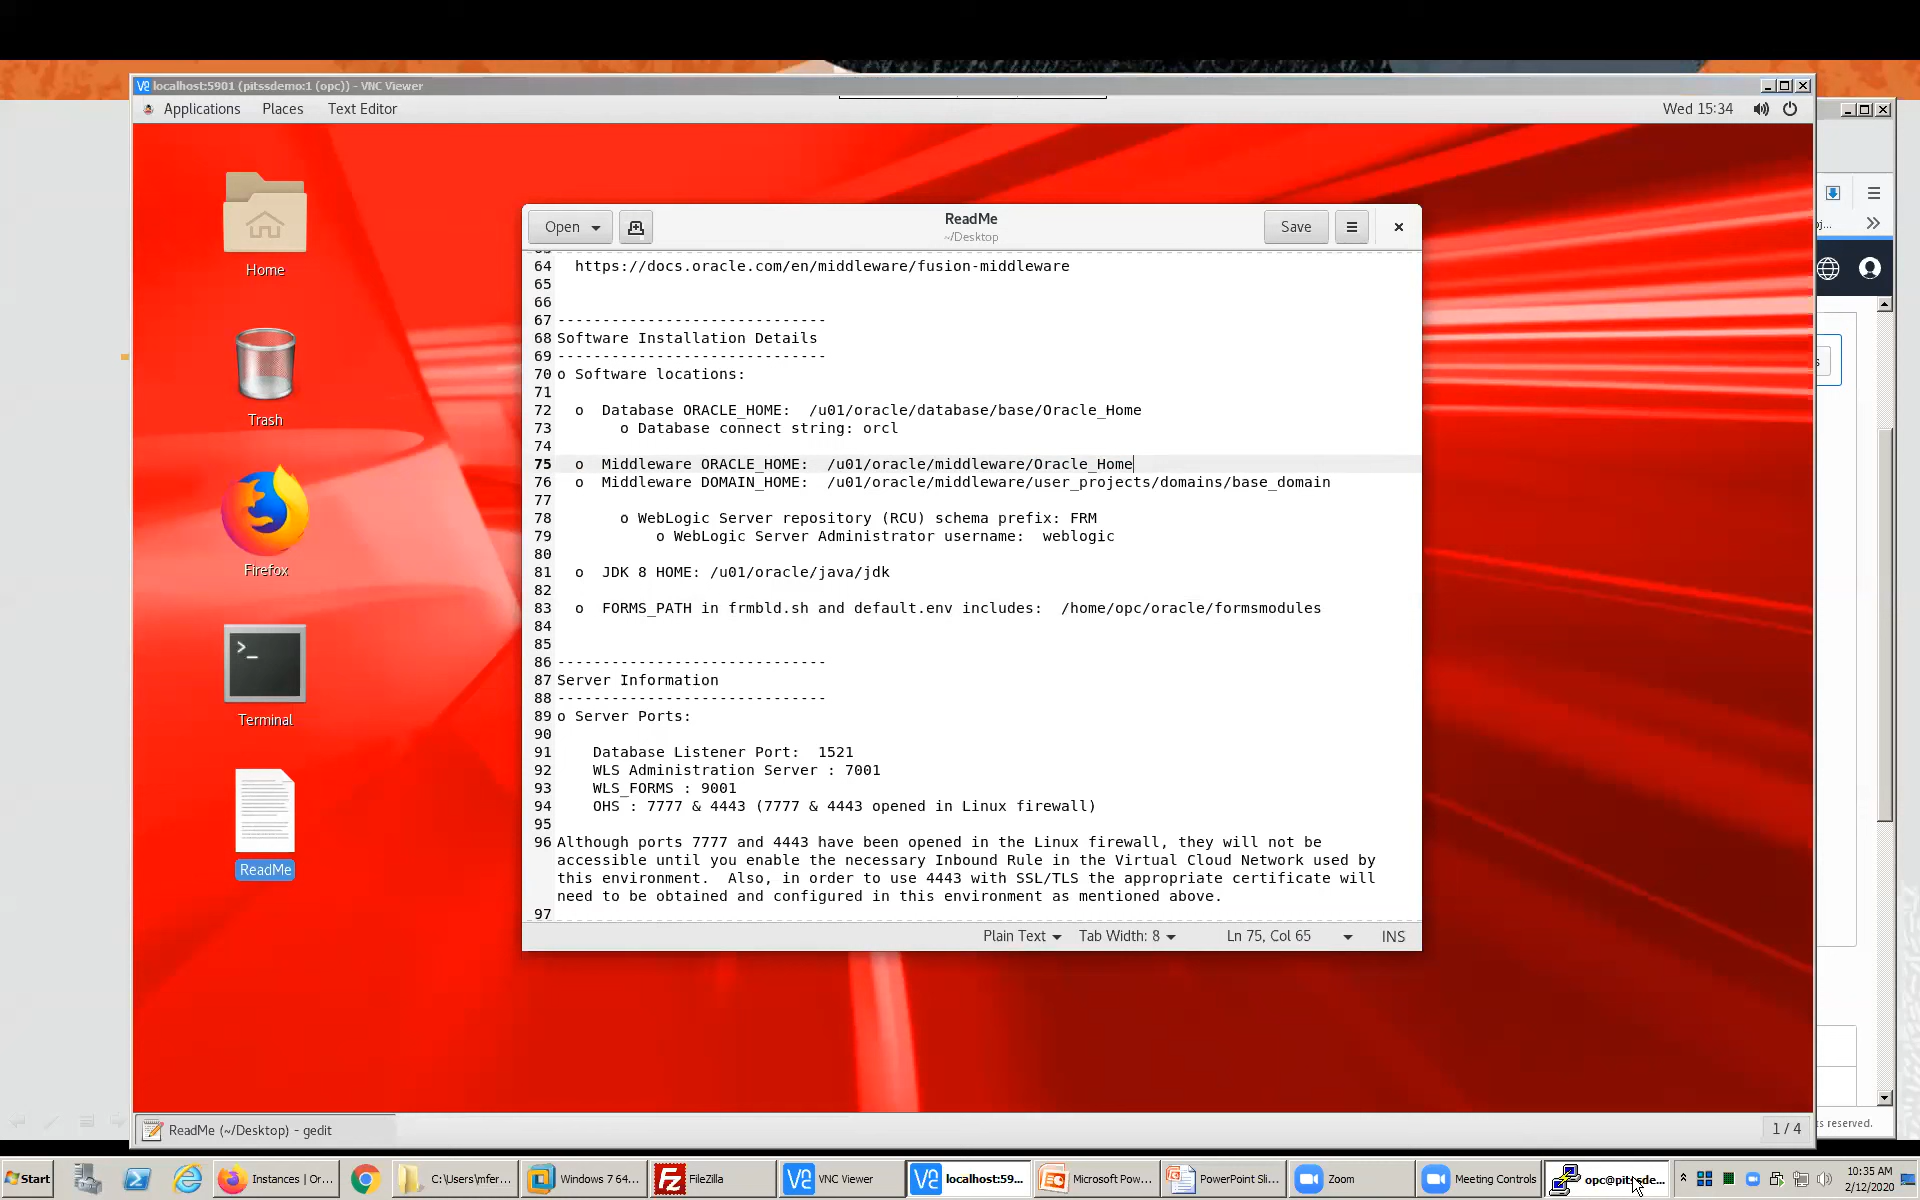 localhost:5901 (pitssdemo:1 (opc)) - VNC Viewer
Applications Places Text Editor Wed 15:34
Home
Trash
Firefox
Terminal
ReadMe
Open ReadMe Save
~/Desktop
64 https://docs.oracle.com/en/middleware/fusion-middleware
65
66
67 ------------------------------
68 Software Installation Details
69 ------------------------------
70 o Software locations:
71
72 o Database ORACLE_HOME: /u01/oracle/database/base/Oracle_Home
73 o Database connect string: orcl
74
75 o Middleware ORACLE_HOME: /u01/oracle/middleware/Oracle_Home
76 o Middleware DOMAIN_HOME: /u01/oracle/middleware/user_projects/domains/base_domain
77
78 o WebLogic Server repository (RCU) schema prefix: FRM
79 o WebLogic Server Administrator username: weblogic
80
81 o JDK 8 HOME: /u01/oracle/java/jdk
82
83 o FORMS_PATH in frmbld.sh and default.env includes: /home/opc/oracle/formsmodules
84
85
86 ------------------------------
87 Server Information
88 ------------------------------
89 o Server Ports:
90
91 Database Listener Port: 1521
92 WLS Administration Server : 7001
93 WLS_FORMS : 9001
94 OHS : 7777 & 4443 (7777 & 4443 opened in Linux firewall)
95
96 Although ports 7777 and 4443 have been opened in the Linux firewall, they will not be
accessible until you enable the necessary Inbound Rule in the Virtual Cloud Network used by
this environment. Also, in order to use 4443 with SSL/TLS the appropriate certificate will
need to be obtained and configured in this environment as mentioned above.
97
Plain Text Tab Width: 8 Ln 75, Col 65 INS
ReadMe (~/Desktop) - gedit 1 / 4
s reserved.
Start Instances | Or... C:\Users\mfer... Windows 7 64... FileZilla VNC Viewer localhost:59... Microsoft Pow... PowerPoint Sli... Zoom Meeting Controls opc@pitssde... 10:35 AM
2/12/2020